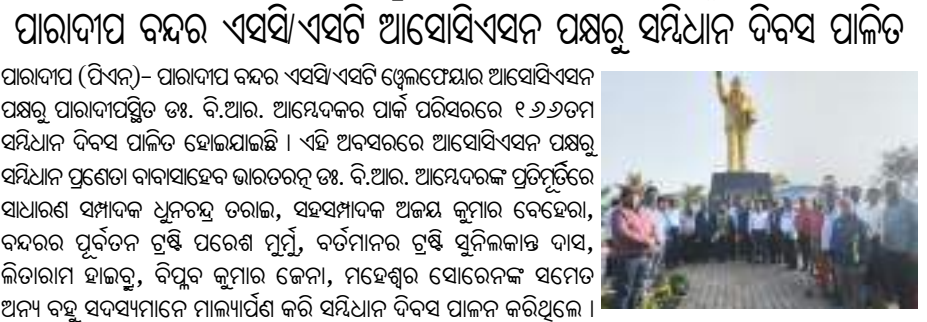 ପାରାଦୀପ ବନ୍ଦର ଏସସି/ଏସଟି ଆସୋସିଏସନ ପକ୍ଷରୁ ସମ୍ବିଧାନ ଦିବସ ପାଳିତ
ପାରାଦୀପ (ପିଏନ୍)– ପାରାଦୀପ ବନ୍ଦର ଏସସି/ଏସଟି ୱେଲଫେୟାର ଆସୋସିଏସନ
ପକ୍ଷରୁ ପାରାଦୀପସ୍ଥିତ ଡଃ. ବି.ଆର. ଆମ୍ବେଦକର ପାର୍କ ପରିସରରେ ୧୬୬ତମ
ସମ୍ବିଧାନ ଦିବସ ପାଳିତ ହୋଇଯାଇଛି । ଏହି ଅବସରରେ ଆସୋସିଏସନ ପକ୍ଷରୁ
ସମ୍ବିଧାନ ପ୍ରଣେତା ବାବାସାହେବ ଭାରତରତ୍ନ ଡଃ. ବି.ଆର. ଆମ୍ବେଦରଙ୍କ ପ୍ରତିମୂର୍ତିରେ
ସାଧାରଣ ସମ୍ପାଦକ ଧୁନଚନ୍ଦ୍ର ତରାଇ, ସହସମ୍ପାଦକ ଅଜୟ କୁମାର ବେହେରା,
ବନ୍ଦରର ପୂର୍ବତନ ଟ୍ରଷ୍ଟି ପରେଶ ମୁର୍ମୁ, ବର୍ତମାନର ଟ୍ରଷ୍ଟି ସୁନିଲକାନ୍ତ ଦାସ,
ଲିତାରାମ ହାଇବ୍ରୁ, ବିପ୍ଳବ କୁମାର ଜେନା, ମହେଶ୍ୱର ସୋରେନଙ୍କ ସମେତ
ଅନ୍ୟ ବହୁ ସଦସ୍ୟମାନେ ମାଲ୍ୟାର୍ପଣ କରି ସମ୍ବିଧାନ ଦିବସ ପାଳନ କରିଥିଲେ ।